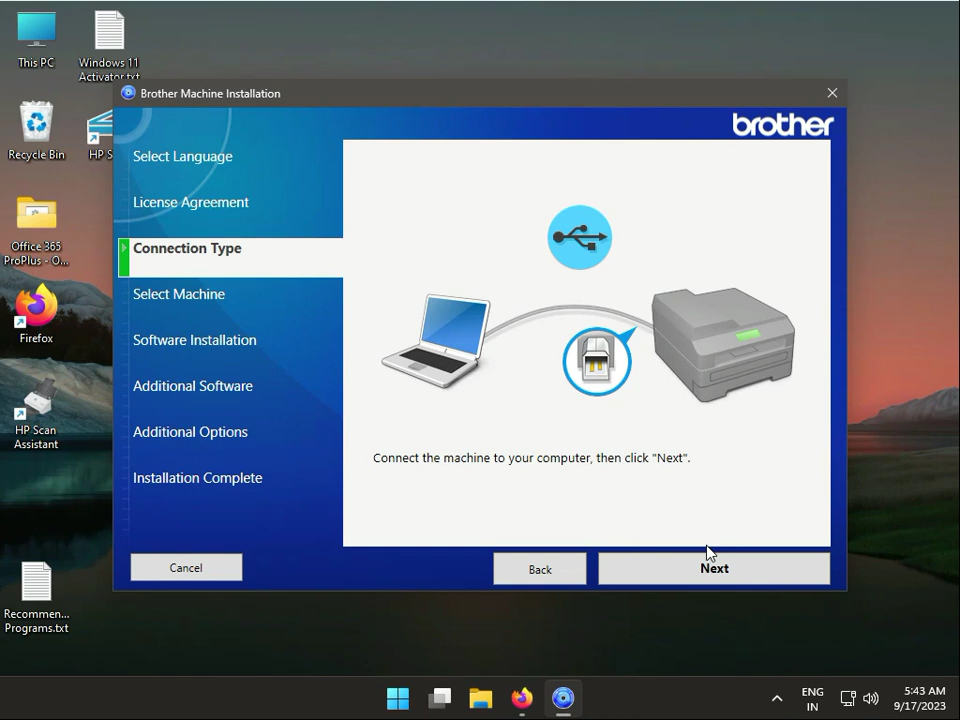 This PC
Windows 11
Activator.txt
Brother Machine Installation
brother
Recycle Bin
HP S
Select Language
License Agreement
Office 365
ProPlus - O...
Connection Type
Select Machine
Firefox
Software Installation
Additional Software
HP Scan
Assistant
Additional Options
Connect the machine to your computer, then click "Next".
Installation Complete
Cancel
Back
Next
Recommen...
Programs.txt
ENG
IN
5:43 AM
9/17/2023